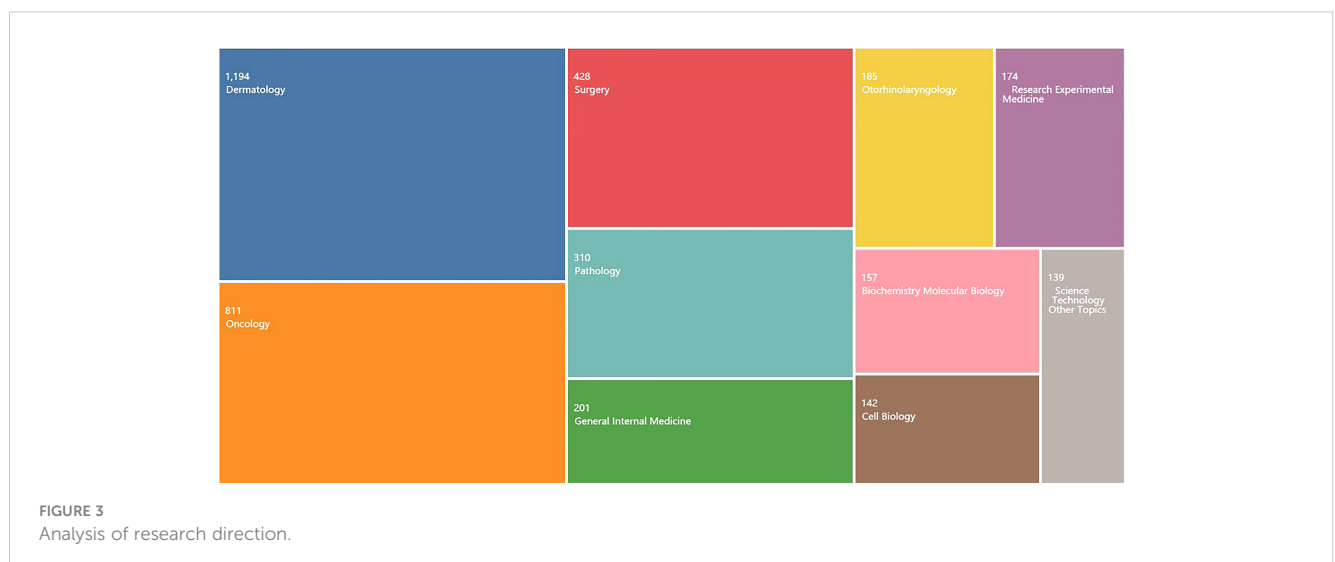 1,194
Dermatology
811
Oncology
428
Surgery
310
Pathology
201
General Internal Medicine
185
Otorhinolaryngology
174
Research Experimental
Medicine
157
Biochemistry Molecular Biology
142
Cell Biology
139
Science
Technology
Other Topics
FIGURE 3
Analysis of research direction.